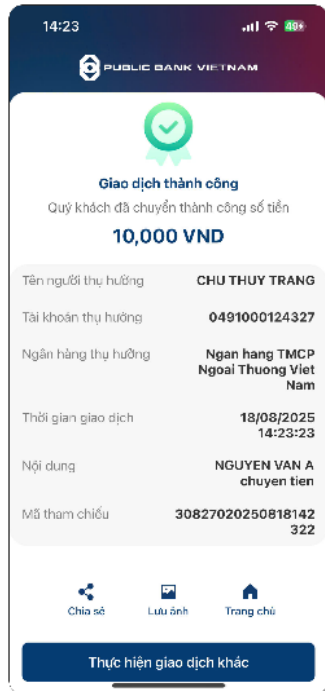 14:23
49
PUBLIC BANK VIETNAM
Giao dịch thành công
Quý khách đã chuyển thành công số tiền
10,000 VND
Tên người thụ hưởng CHU THUY TRANG
Tài khoản thụ hưởng 0491000124327
Ngân hàng thụ hưởng Ngan hang TMCP
Ngoai Thuong Viet
Nam
Thời gian giao dịch 18/08/2025
14:23:23
Nội dung NGUYEN VAN A
chuyen tien
Mã tham chiếu 30827020250818142
322
Chia sẻ Lưu ảnh Trang chủ
Thực hiện giao dịch khác